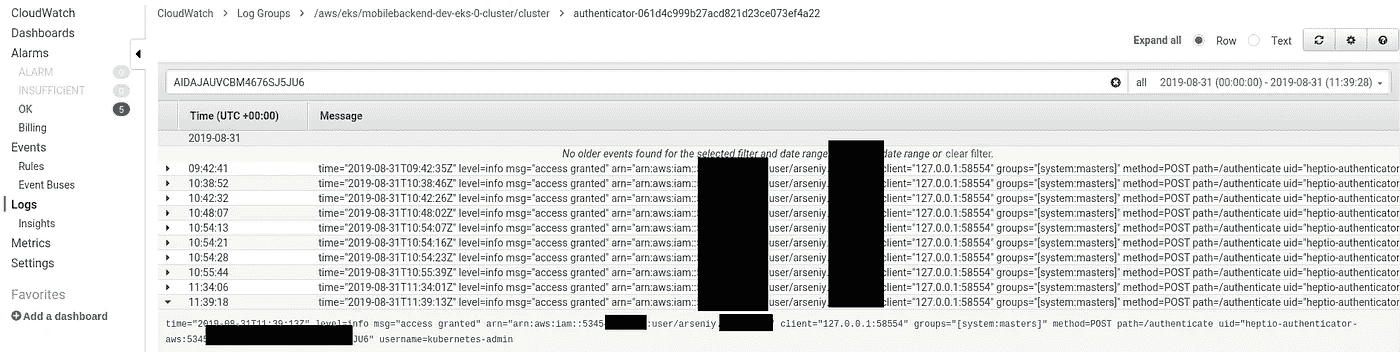 CloudWatch
Dashboards
Alarms
ALARM 0
INSUFFICIENT 0
OK 5
Billing
Events
Rules
Event Buses
Logs
Insights
Metrics
Settings
Favorites
Add a dashboard
CloudWatch > Log Groups > /aws/eks/mobilebackend-dev-eks-0-cluster/cluster > authenticator-061d4c999b27acd821d23ce073ef4a22
Expand all Row Text
AIDAJAUVCBM4676SJ5JU6 all 2019-08-31 (00:00:00) - 2019-08-31 (11:39:28)
Time (UTC +00:00) Message
2019-08-31
No older events found for the selected filter and date range date range or clear filter.
09:42:41 time="2019-08-31T09:42:35Z" level=info msg="access granted" arn="arn:aws:iam:: user/arseniy. client="127.0.0.1:58554" groups="[system:masters]" method=POST path=/authenticate uid="heptio-authenticator
10:38:52 time="2019-08-31T10:38:46Z" level=info msg="access granted" arn="arn:aws:iam:: user/arseniy. client="127.0.0.1:58554" groups="[system:masters]" method=POST path=/authenticate uid="heptio-authenticator
10:42:32 time="2019-08-31T10:42:26Z" level=info msg="access granted" arn="arn:aws:iam:: user/arseniy. client="127.0.0.1:58554" groups="[system:masters]" method=POST path=/authenticate uid="heptio-authenticator
10:48:07 time="2019-08-31T10:48:02Z" level=info msg="access granted" arn="arn:aws:iam:: user/arseniy. client="127.0.0.1:58554" groups="[system:masters]" method=POST path=/authenticate uid="heptio-authenticator
10:54:13 time="2019-08-31T10:54:07Z" level=info msg="access granted" arn="arn:aws:iam:: user/arseniy. client="127.0.0.1:58554" groups="[system:masters]" method=POST path=/authenticate uid="heptio-authenticator
10:54:21 time="2019-08-31T10:54:16Z" level=info msg="access granted" arn="arn:aws:iam:: user/arseniy. client="127.0.0.1:58554" groups="[system:masters]" method=POST path=/authenticate uid="heptio-authenticator
10:54:28 time="2019-08-31T10:54:23Z" level=info msg="access granted" arn="arn:aws:iam:: user/arseniy. client="127.0.0.1:58554" groups="[system:masters]" method=POST path=/authenticate uid="heptio-authenticator
10:55:44 time="2019-08-31T10:55:39Z" level=info msg="access granted" arn="arn:aws:iam:: user/arseniy. client="127.0.0.1:58554" groups="[system:masters]" method=POST path=/authenticate uid="heptio-authenticator
11:34:06 time="2019-08-31T11:34:01Z" level=info msg="access granted" arn="arn:aws:iam:: user/arseniy. client="127.0.0.1:58554" groups="[system:masters]" method=POST path=/authenticate uid="heptio-authenticator
11:39:18 time="2019-08-31T11:39:13Z" level=info msg="access granted" arn="arn:aws:iam:: user/arseniy. client="127.0.0.1:58554" groups="[system:masters]" method=POST path=/authenticate uid="heptio-authenticator
time="2019-08-31T11:39:13Z" level=info msg="access granted" arn="arn:aws:iam::5345 :user/arseniy. client="127.0.0.1:58554" groups="[system:masters]" method=POST path=/authenticate uid="heptio-authenticator-
aws:5345 JU6" username=kubernetes-admin